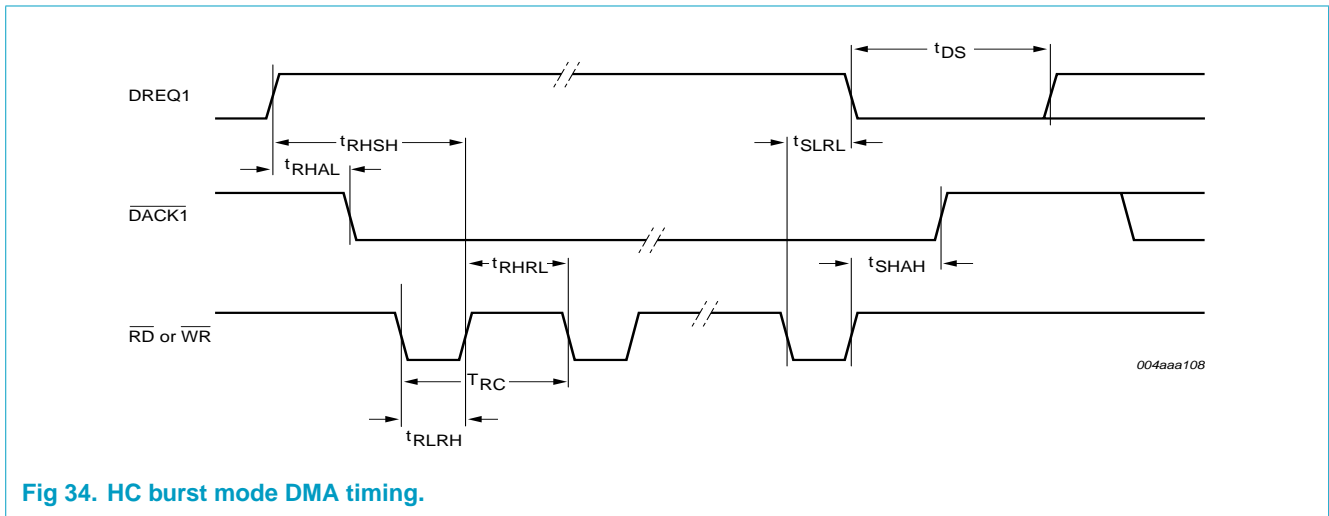 tDS
DREQ1
tRHSH
tSLRL
tRHAL
DACK1
tRHRL
tSHAH
RD or WR
004aaa108
TRC
tRLRH
Fig 34. HC burst mode DMA timing.